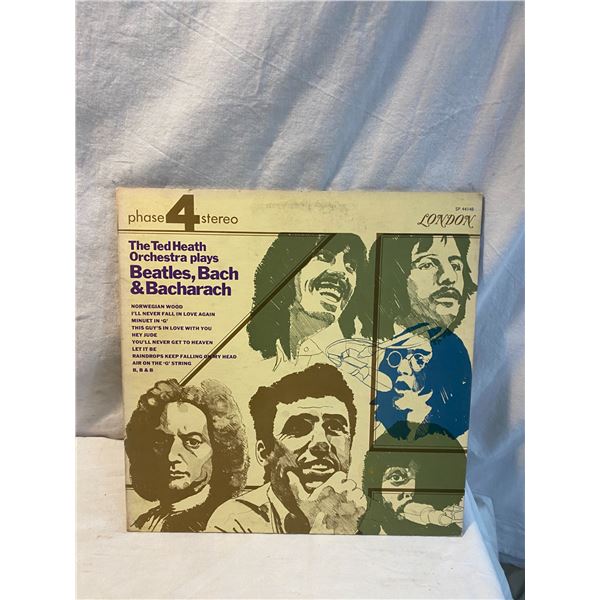 phase 4 stereo
SP 44148
LONDON
The Ted Heath
Orchestra plays
Beatles, Bach
& Bacharach
NORWEGIAN WOOD
I'LL NEVER FALL IN LOVE AGAIN
MINUET IN 'G'
THIS GUY'S IN LOVE WITH YOU
HEY JUDE
YOU'LL NEVER GET TO HEAVEN
LET IT BE
RAINDROPS KEEP FALLING ON MY HEAD
AIR ON THE 'G' STRING
B, B & B